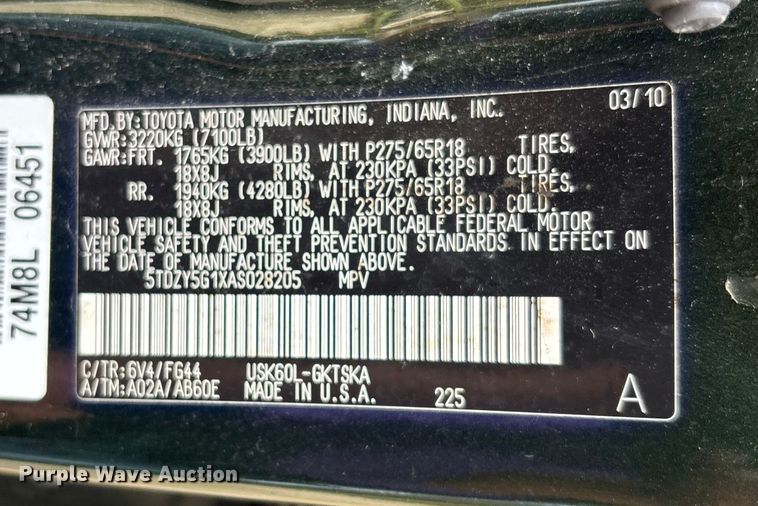 74M8L 06451
MFD.BY:TOYOTA MOTOR MANUFACTURING, INDIANA, INC. 03/10
GVWR:3220KG (7100LB)
GAWR:FRT. 1765KG (3900LB) WITH P275/65R18 TIRES,
18X8J RIMS, AT 230KPA (33PSI) COLD.
RR. 1940KG (4280LB) WITH P275/65R18 TIRES,
18X8J RIMS, AT 230KPA (33PSI) COLD.
THIS VEHICLE CONFORMS TO ALL APPLICABLE FEDERAL MOTOR
VEHICLE SAFETY AND THEFT PREVENTION STANDARDS IN EFFECT ON
THE DATE OF MANUFACTURE SHOWN ABOVE.
5TDZY5G1XAS028205 MPV
C/TR:6V4/FG44 USK60L-GKTSKA
A/TM:A02A/AB60E MADE IN U.S.A. 225 A
Purple Wave Auction